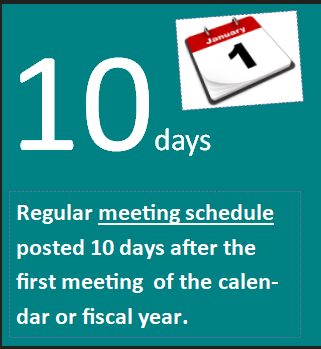 January
1
10 days
Regular meeting schedule
posted 10 days after the
first meeting of the calen-
dar or fiscal year.